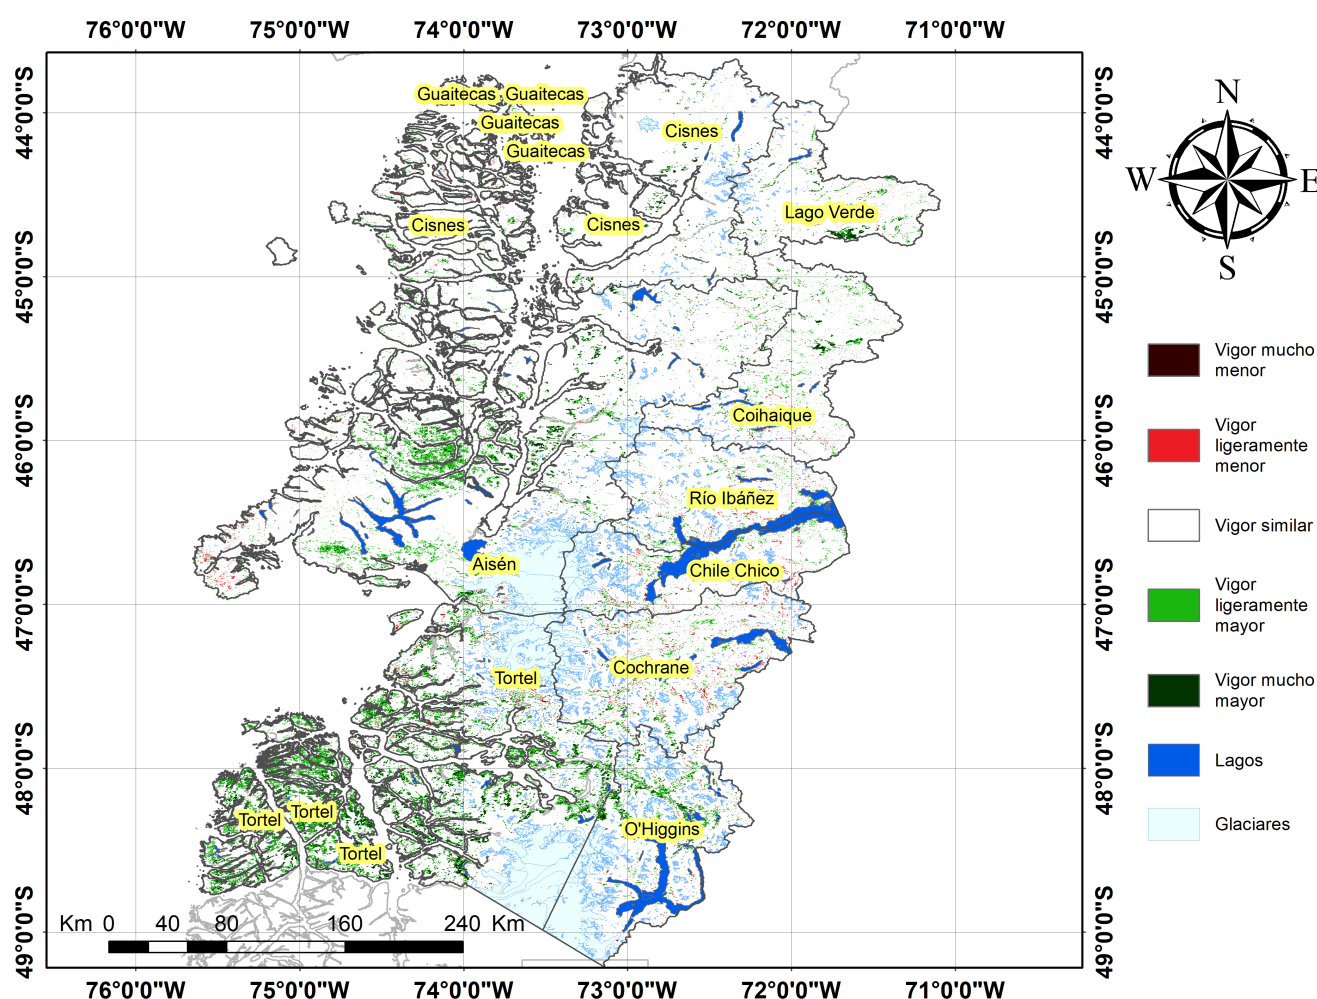 76°0'0"W 75°0'0"W 74°0'0"W 73°0'0"W 72°0'0"W 71°0'0"W
44°0'0"S
45°0'0"S
46°0'0"S
47°0'0"S
48°0'0"S
49°0'0"S
Guaitecas Guaitecas
Guaitecas
Guaitecas
Cisnes
Cisnes
Cisnes
Lago Verde
Coihaique
Río Ibáñez
Aisén
Chile Chico
Cochrane
Tortel
Tortel
Tortel
Tortel
O'Higgins
Km 0 40 80 160 240 Km
44°0'0"S
45°0'0"S
46°0'0"S
47°0'0"S
48°0'0"S
49°0'0"S
76°0'0"W 75°0'0"W 74°0'0"W 73°0'0"W 72°0'0"W 71°0'0"W
N
W E
S
Vigor mucho
menor
Vigor
ligeramente
menor
Vigor similar
Vigor
ligeramente
mayor
Vigor mucho
mayor
Lagos
Glaciares